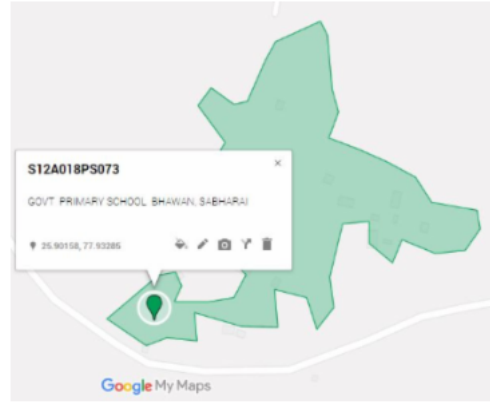 S12A018PS073
×
GOVT PRIMARY SCHOOL BHAWAN, SABHARAI
25.90158, 77.93285
Google My Maps